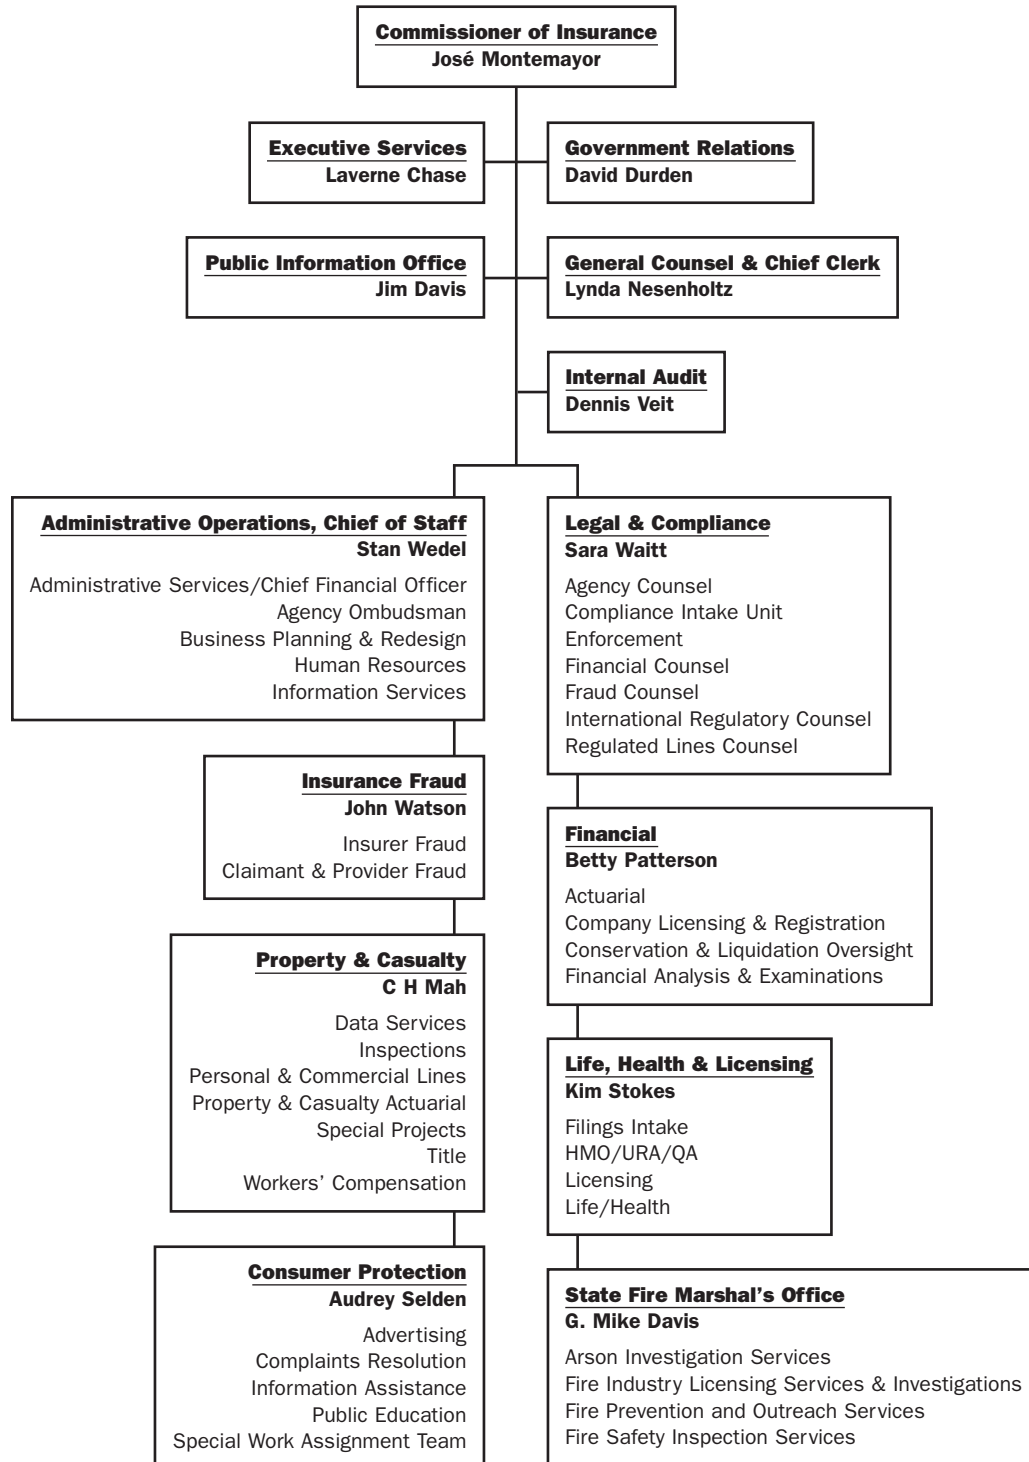 Commissioner of Insurance
José Montemayor
Executive Services
Laverne Chase
Government Relations
David Durden
Public Information Office
Jim Davis
General Counsel & Chief Clerk
Lynda Nesenholtz
Internal Audit
Dennis Veit
Administrative Operations, Chief of Staff
Stan Wedel
Administrative Services/Chief Financial Officer
Agency Ombudsman
Business Planning & Redesign
Human Resources
Information Services
Legal & Compliance
Sara Waitt
Agency Counsel
Compliance Intake Unit
Enforcement
Financial Counsel
Fraud Counsel
International Regulatory Counsel
Regulated Lines Counsel
Insurance Fraud
John Watson
Insurer Fraud
Claimant & Provider Fraud
Financial
Betty Patterson
Actuarial
Company Licensing & Registration
Conservation & Liquidation Oversight
Financial Analysis & Examinations
Property & Casualty
C H Mah
Data Services
Inspections
Personal & Commercial Lines
Property & Casualty Actuarial
Special Projects
Title
Workers’ Compensation
Life, Health & Licensing
Kim Stokes
Filings Intake
HMO/URA/QA
Licensing
Life/Health
Consumer Protection
Audrey Selden
Advertising
Complaints Resolution
Information Assistance
Public Education
Special Work Assignment Team
State Fire Marshal’s Office
G. Mike Davis
Arson Investigation Services
Fire Industry Licensing Services & Investigations
Fire Prevention and Outreach Services
Fire Safety Inspection Services